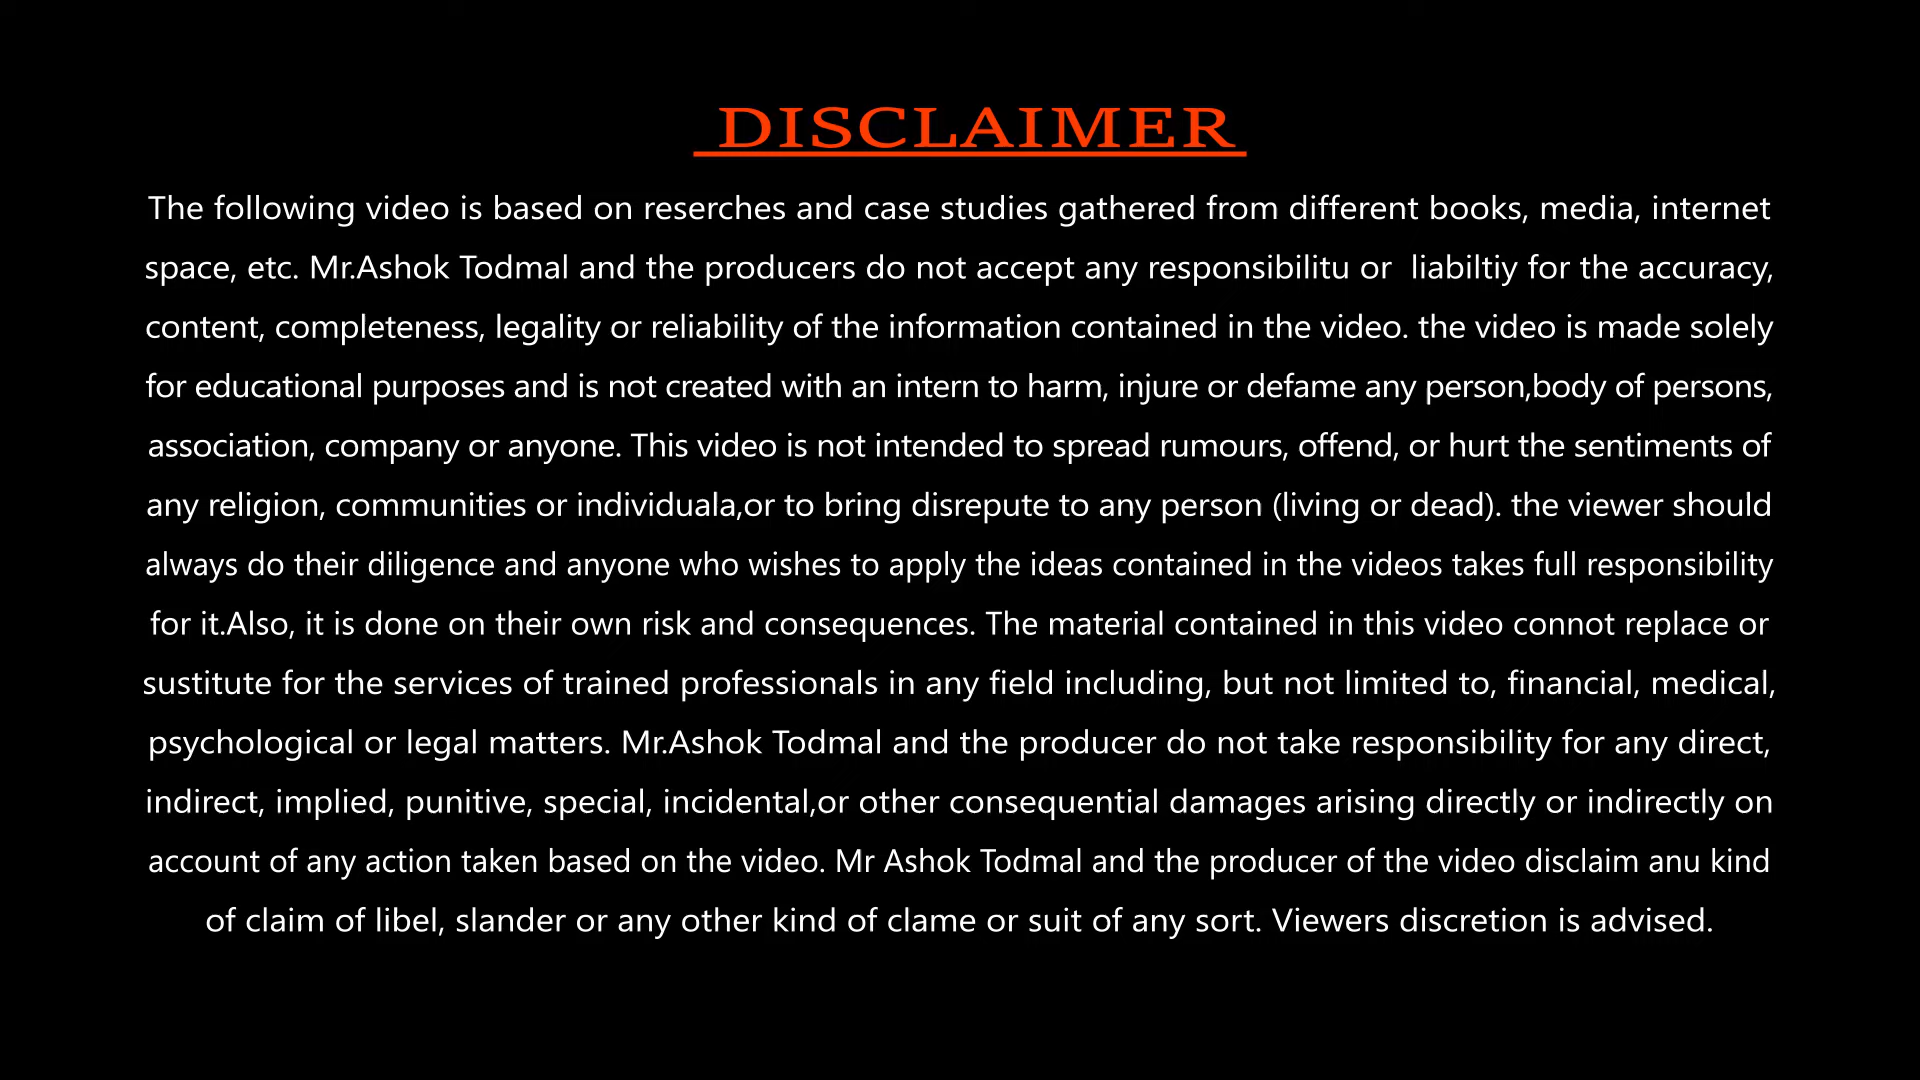 DISCLAIMER
The following video is based on reserches and case studies gathered from different books, media, internet
space, etc. Mr.Ashok Todmal and the producers do not accept any responsibilitu or  liabiltiy for the accuracy,
content, completeness, legality or reliability of the information contained in the video. the video is made solely
for educational purposes and is not created with an intern to harm, injure or defame any person,body of persons,
association, company or anyone. This video is not intended to spread rumours, offend, or hurt the sentiments of
any religion, communities or individuala,or to bring disrepute to any person (living or dead). the viewer should
always do their diligence and anyone who wishes to apply the ideas contained in the videos takes full responsibility
for it.Also, it is done on their own risk and consequences. The material contained in this video connot replace or
sustitute for the services of trained professionals in any field including, but not limited to, financial, medical,
psychological or legal matters. Mr.Ashok Todmal and the producer do not take responsibility for any direct,
indirect, implied, punitive, special, incidental,or other consequential damages arising directly or indirectly on
account of any action taken based on the video. Mr Ashok Todmal and the producer of the video disclaim anu kind
of claim of libel, slander or any other kind of clame or suit of any sort. Viewers discretion is advised.